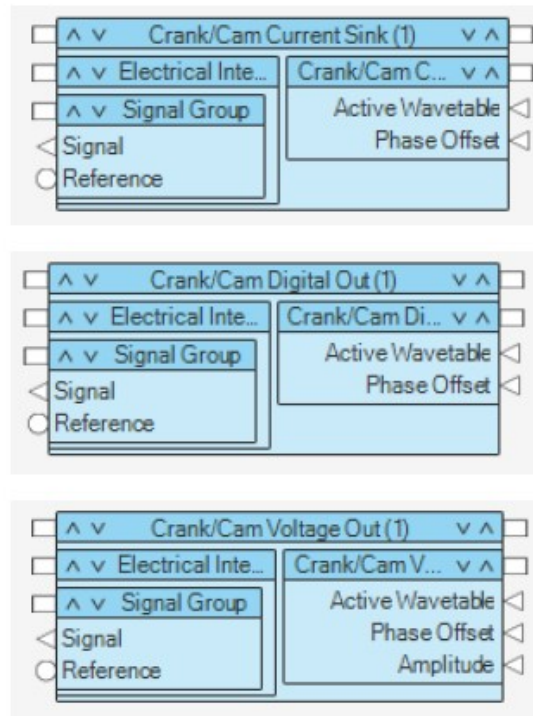 Crank/Cam Current Sink (1)
Electrical Inte...
Crank/Cam C...
Signal Group
Active Wavetable
Signal
Phase Offset
Reference
Crank/Cam Digital Out (1)
Electrical Inte...
Crank/Cam Di...
Signal Group
Active Wavetable
Signal
Phase Offset
Reference
Crank/Cam Voltage Out (1)
Electrical Inte...
Crank/Cam V...
Signal Group
Active Wavetable
Signal
Phase Offset
Reference
Amplitude